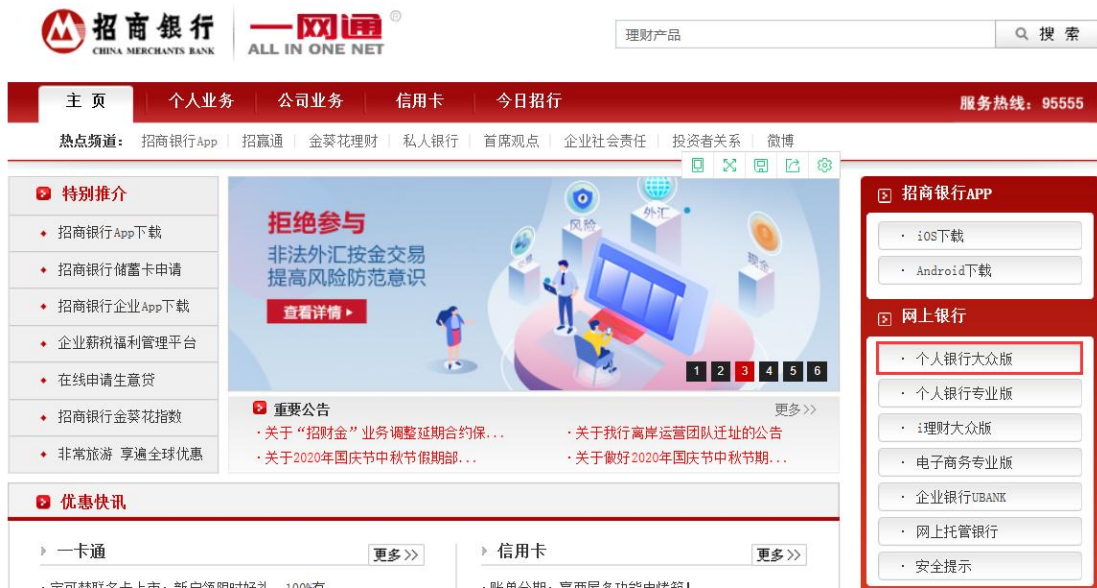 招商银行
CHINA MERCHANTS BANK
一网通®
ALL IN ONE NET
理财产品
搜 索
主 页 个人业务 公司业务 信用卡 今日招行 服务热线：95555
热点频道： 招商银行App 招赢通 金葵花理财 私人银行 首席观点 企业社会责任 投资者关系 微博
特别推介
招商银行App下载
招商银行储蓄卡申请
招商银行企业App下载
企业薪税福利管理平台
在线申请生意贷
招商银行金葵花指数
非常旅游 享遍全球优惠
拒绝参与
非法外汇按金交易
提高风险防范意识
查看详情
风险
外汇
现金
1 2 3 4 5 6
重要公告 更多>>
·关于“招财金”业务调整延期合约保...
·关于我行离岸运营团队迁址的公告
·关于2020年国庆节中秋节假期部...
·关于做好2020年国庆节中秋节期...
招商银行APP
· iOS下载
· Android下载
网上银行
· 个人银行大众版
· 个人银行专业版
· i理财大众版
· 电子商务专业版
· 企业银行UBANK
· 网上托管银行
· 安全提示
优惠快讯
一卡通 更多>>
信用卡 更多>>